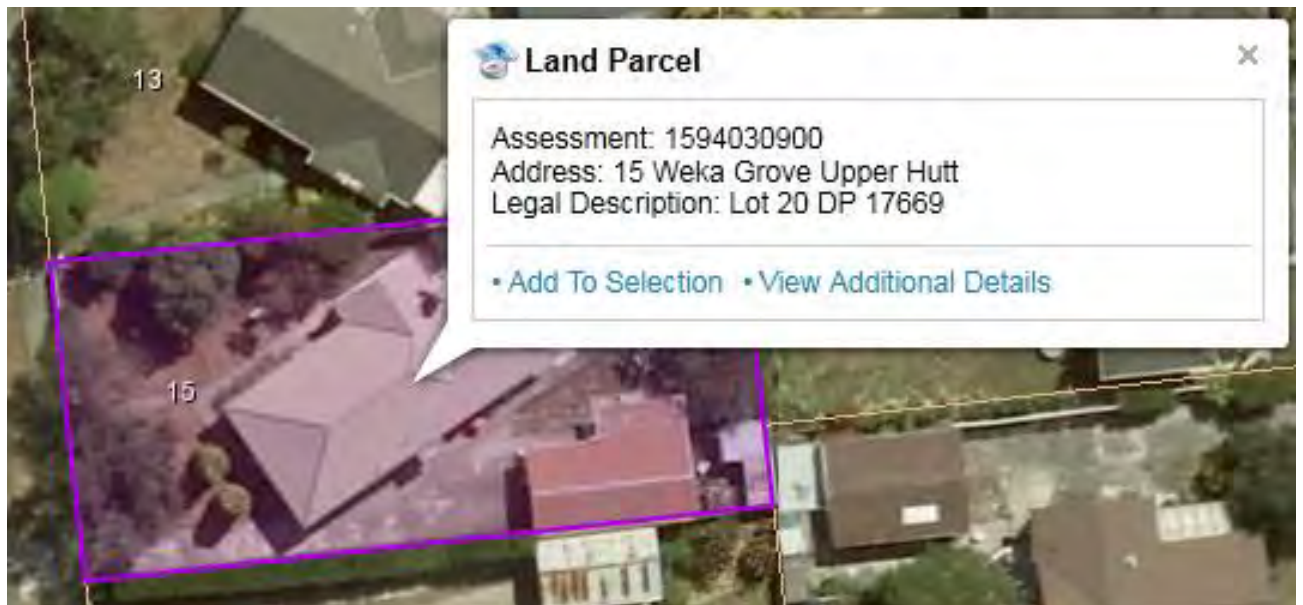 13
Land Parcel
Assessment: 1594030900
Address: 15 Weka Grove Upper Hutt
Legal Description: Lot 20 DP 17669
• Add To Selection • View Additional Details
15